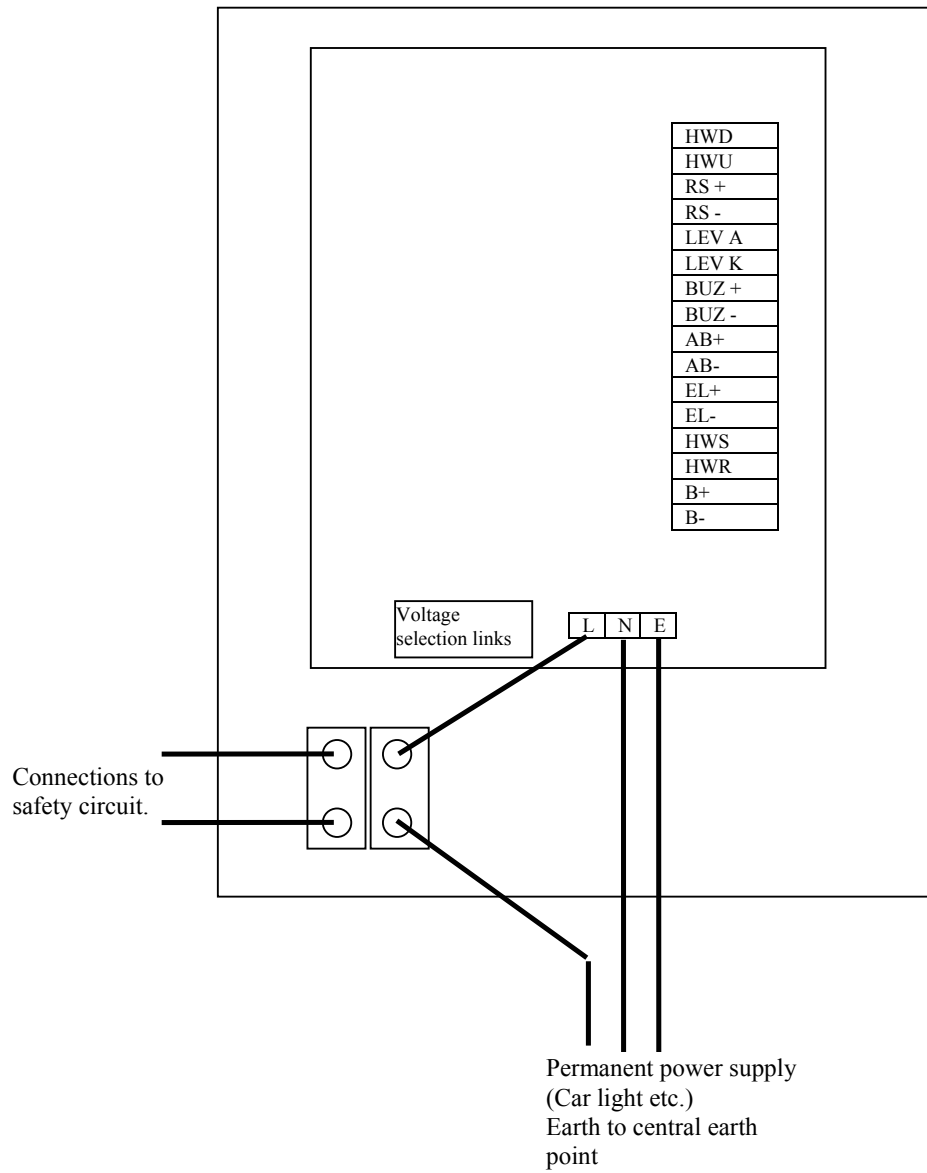 HWD
HWU
RS +
RS -
LEV A
LEV K
BUZ +
BUZ -
AB+
AB-
EL+
EL-
HWS
HWR
B+
B-
Voltage
selection links
L N E
Connections to
safety circuit.
Permanent power supply
(Car light etc.)
Earth to central earth
point